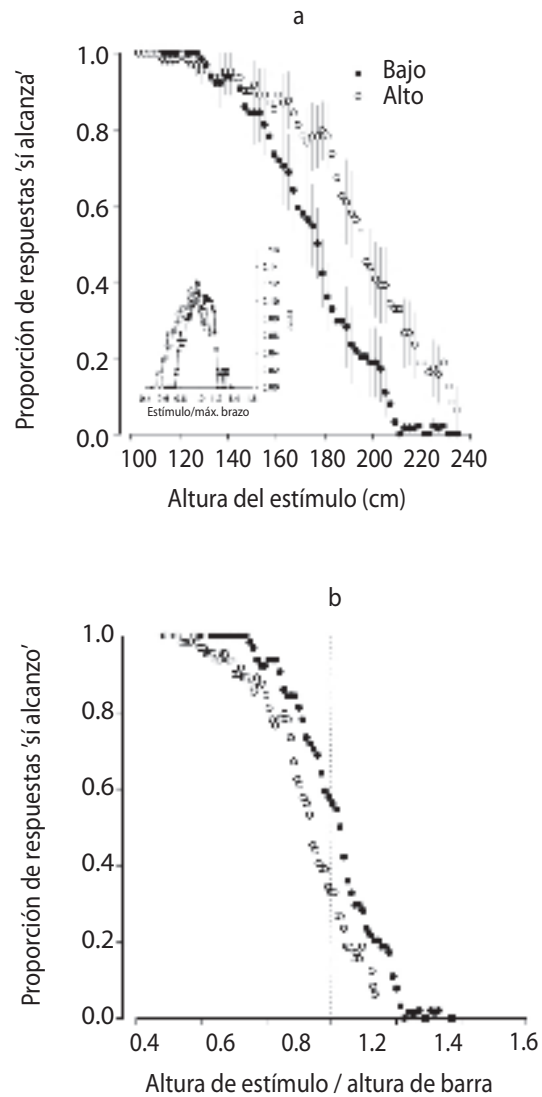 a
1.0
0.8
0.6
0.4
0.2
0.0
Proporción de respuestas 'sí alcanza'
Bajo
Alto
Estímulo/máx. brazo
100 120 140 160 180 200 220 240
Altura del estímulo (cm)
b
1.0
0.8
0.6
0.4
0.2
0.0
Proporción de respuestas 'sí alcanzo'
0.4 0.6 0.8 1.2 1.4 1.6
Altura de estímulo / altura de barra